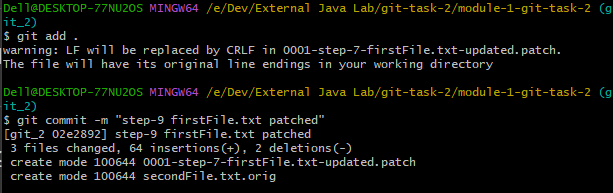 Dell@DESKTOP-77NU2OS MINGW64 /e/Dev/External Java Lab/git-task-2/module-1-git-task-2 (g
it_2)
$ git add .
warning: LF will be replaced by CRLF in 0001-step-7-firstFile.txt-updated.patch.
The file will have its original line endings in your working directory

Dell@DESKTOP-77NU2OS MINGW64 /e/Dev/External Java Lab/git-task-2/module-1-git-task-2 (g
it_2)
$ git commit -m "step-9 firstFile.txt patched"
[git_2 02e2892] step-9 firstFile.txt patched
 3 files changed, 64 insertions(+), 2 deletions(-)
 create mode 100644 0001-step-7-firstFile.txt-updated.patch
 create mode 100644 secondFile.txt.orig